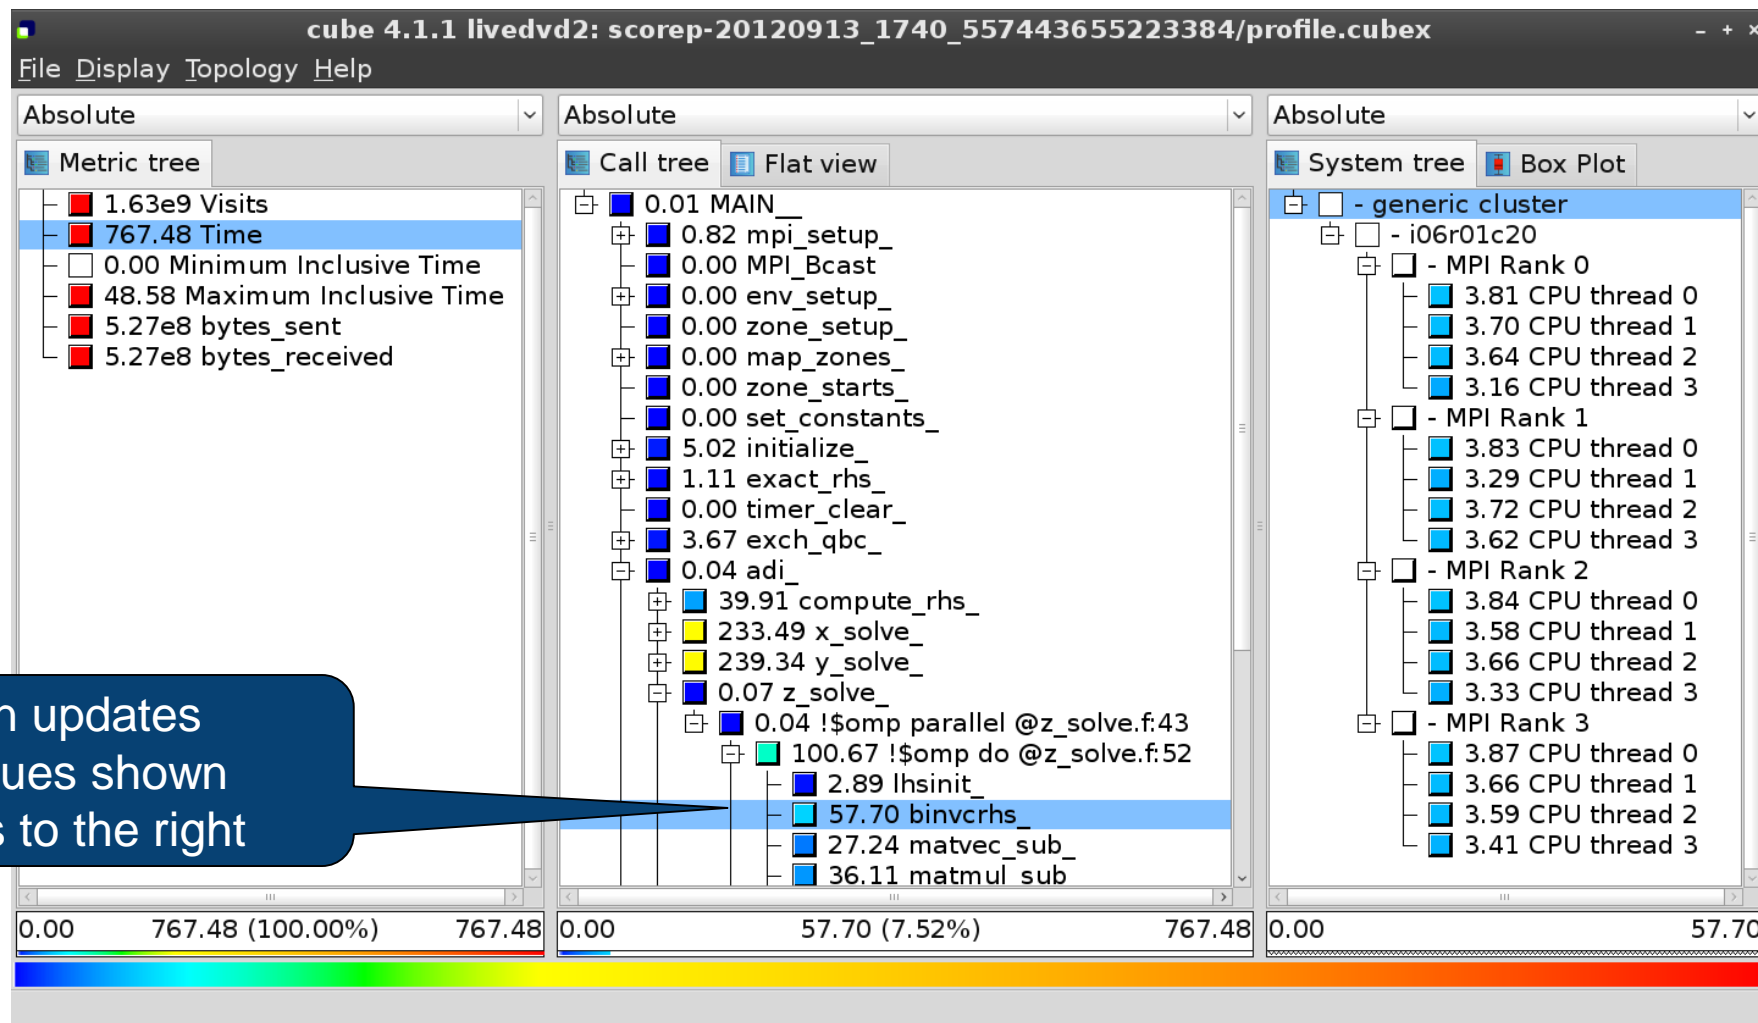 cube 4.1.1 livedvd2: scorep-20120913_1740_557443655223384/profile.cubex
File Display Topology Help
Absolute
Metric tree
1.63e9 Visits
767.48 Time
0.00 Minimum Inclusive Time
48.58 Maximum Inclusive Time
5.27e8 bytes_sent
5.27e8 bytes_received
n updates
ues shown
s to the right
0.00 767.48 (100.00%) 767.48
Absolute
Call tree Flat view
0.01 MAIN__
0.82 mpi_setup_
0.00 MPI_Bcast
0.00 env_setup_
0.00 zone_setup_
0.00 map_zones_
0.00 zone_starts_
0.00 set_constants_
5.02 initialize_
1.11 exact_rhs_
0.00 timer_clear_
3.67 exch_qbc_
0.04 adi_
39.91 compute_rhs_
233.49 x_solve_
239.34 y_solve_
0.07 z_solve_
0.04 !$omp parallel @z_solve.f:43
100.67 !$omp do @z_solve.f:52
2.89 lhsinit_
57.70 binvcrhs_
27.24 matvec_sub_
36.11 matmul_sub
0.00 57.70 (7.52%) 767.48
Absolute
System tree Box Plot
- generic cluster
- i06r01c20
- MPI Rank 0
3.81 CPU thread 0
3.70 CPU thread 1
3.64 CPU thread 2
3.16 CPU thread 3
- MPI Rank 1
3.83 CPU thread 0
3.29 CPU thread 1
3.72 CPU thread 2
3.62 CPU thread 3
- MPI Rank 2
3.84 CPU thread 0
3.58 CPU thread 1
3.66 CPU thread 2
3.33 CPU thread 3
- MPI Rank 3
3.87 CPU thread 0
3.66 CPU thread 1
3.59 CPU thread 2
3.41 CPU thread 3
0.00 57.70